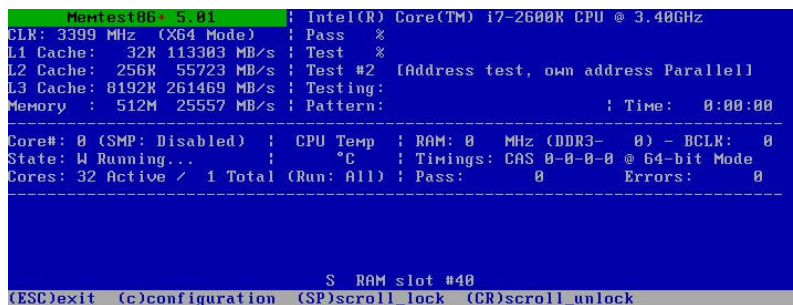 Memtest86+ 5.01 | Intel(R) Core(TM) i7-2600K CPU @ 3.40GHz
CLK: 3399 MHz (X64 Mode) | Pass %
L1 Cache: 32K 113303 MB/s | Test %
L2 Cache: 256K 55723 MB/s | Test #2 [Address test, own address Parallel]
L3 Cache: 8192K 261469 MB/s | Testing:
Memory : 512M 25557 MB/s | Pattern: | Time: 0:00:00
Core#: 0 (SMP: Disabled) | CPU Temp | RAM: 0 MHz (DDR3- 0) - BCLK: 0
State: W Running... | °C | Timings: CAS 0-0-0-0 @ 64-bit Mode
Cores: 32 Active / 1 Total (Run: All) | Pass: 0 Errors: 0
S RAM slot #40
(ESC)exit (c)configuration (SP)scroll_lock (CR)scroll_unlock